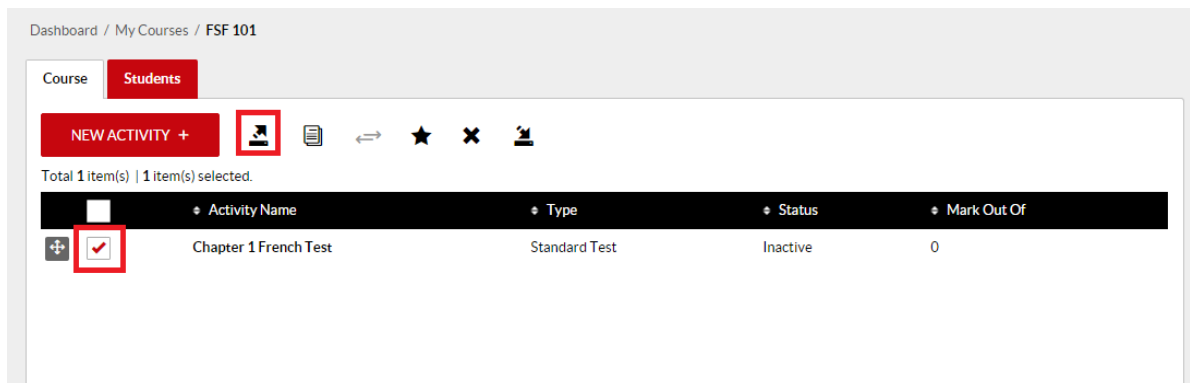 Dashboard / My Courses / FSF 101
Course Students
NEW ACTIVITY +
Total 1 item(s) | 1 item(s) selected.
Activity Name Type Status Mark Out Of
Chapter 1 French Test Standard Test Inactive 0